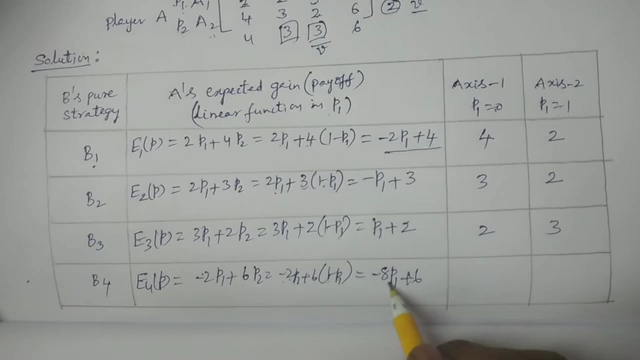 player A P₂ A₂ 4 3 2 6 2 v
4 3 3 6
v
Solution:
B's pure strategy
A's expected gain (payoff) (linear function in P₁)
Axis-1 P₁=0
Axis-2 P₁=1
B₁ E₁(P) = 2P₁+4P₂ = 2P₁+4(1-P₁) = -2P₁+4 4 2
B₂ E₂(P) = 2P₁+3P₂ = 2P₁+3(1-P₁) = -P₁+3 3 2
B₃ E₃(P) = 3P₁+2P₂ = 3P₁+2(1-P₁) = P₁+2 2 3
B₄ E₄(P) = -2P₁+6P₂ = -2P₁+6(1-P₁) = -8P₁+6